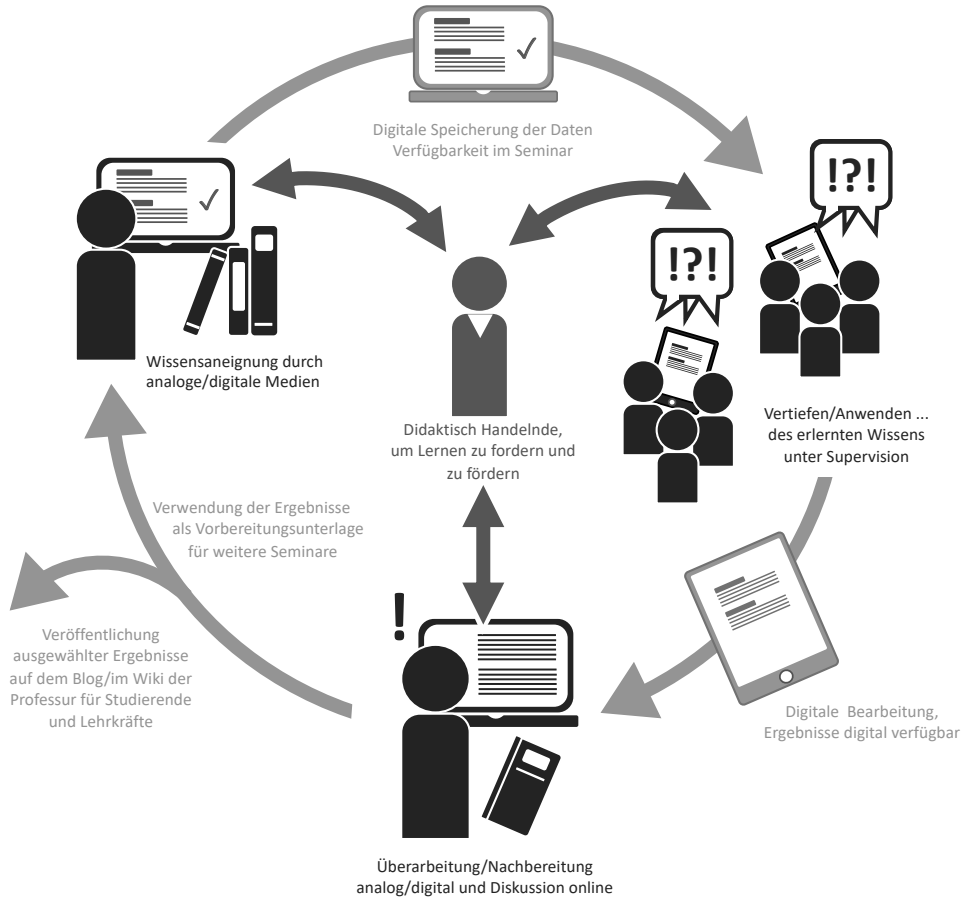 Digitale Speicherung der Daten
Verfügbarkeit im Seminar
!?!
!?!
Wissensaneignung durch
analoge/digitale Medien
Didaktisch Handelnde,
um Lernen zu fordern und
zu fördern
Vertiefen/Anwenden ...
des erlernten Wissens
unter Supervision
Verwendung der Ergebnisse
als Vorbereitungsunterlage
für weitere Seminare
!
Veröffentlichung
ausgewählter Ergebnisse
auf dem Blog/im Wiki der
Professur für Studierende
und Lehrkräfte
Digitale Bearbeitung,
Ergebnisse digital verfügbar
Überarbeitung/Nachbereitung
analog/digital und Diskussion online